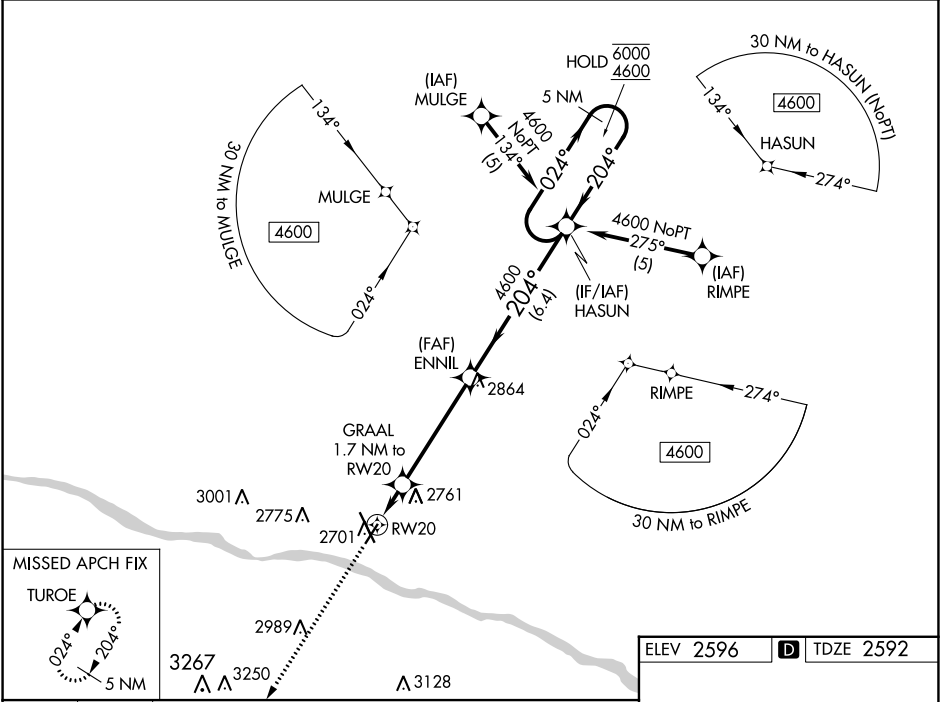 HOLD 6000
4600
30 NM to HASUN (NoPT)
134°
4600
HASUN
274°
(IAF)
MULGE
4600
NoPT
134°
(5)
5 NM
024°
204°
134°
30 NM to MULGE
MULGE
4600
024°
4600 NoPT
275°
(5)
(IAF)
RIMPE
(IF/IAF)
HASUN
4600
204°
(6.4)
(FAF)
ENNIL
2864
RIMPE
274°
024°
4600
30 NM to RIMPE
GRAAL
1.7 NM to
RW20
2761
3001
2775
2701
RW20
MISSED APCH FIX
TUROE
024°
204°
5 NM
2989
3267
3250
3128
ELEV 2596
D
TDZE 2592